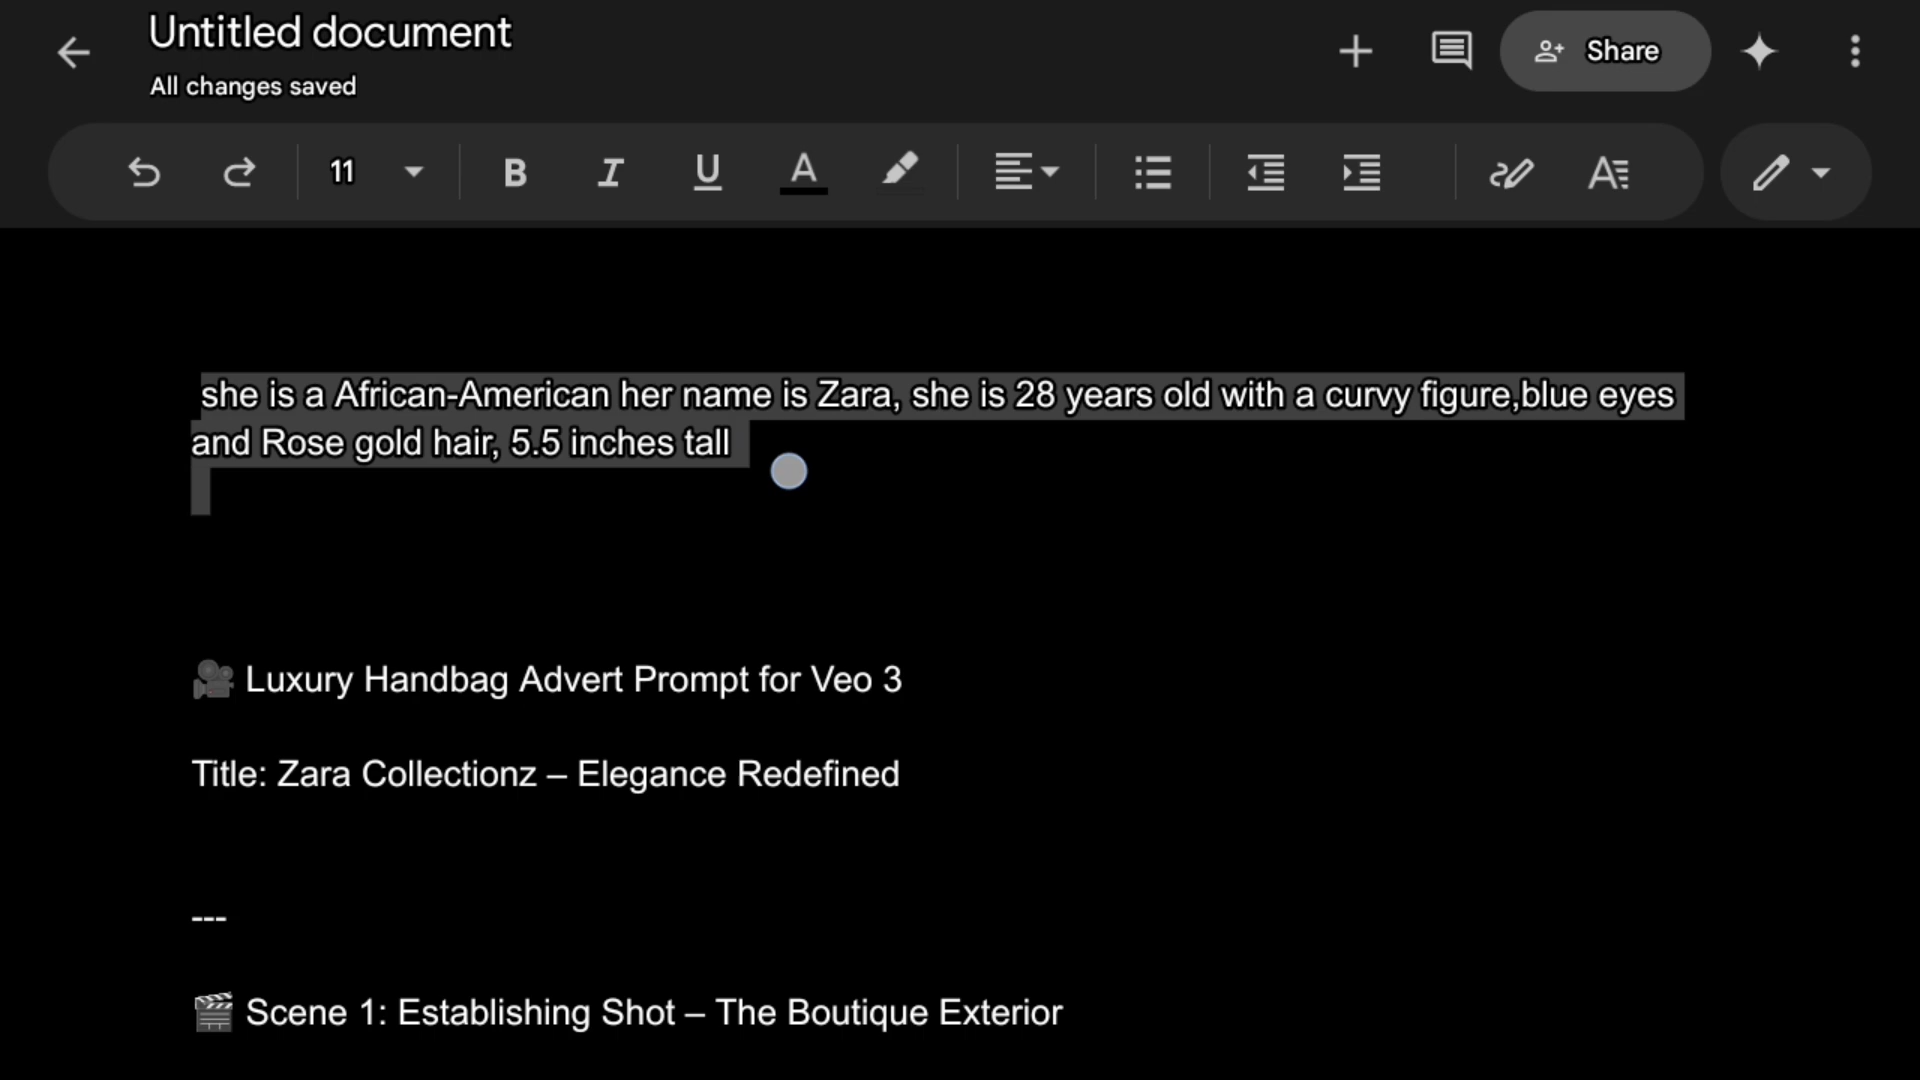 Untitled document
All changes saved
Share
11
B
I
U
A
she is a African-American her name is Zara, she is 28 years old with a curvy figure,blue eyes
and Rose gold hair, 5.5 inches tall
🎥 Luxury Handbag Advert Prompt for Veo 3
Title: Zara Collectionz – Elegance Redefined
---
🎬 Scene 1: Establishing Shot – The Boutique Exterior